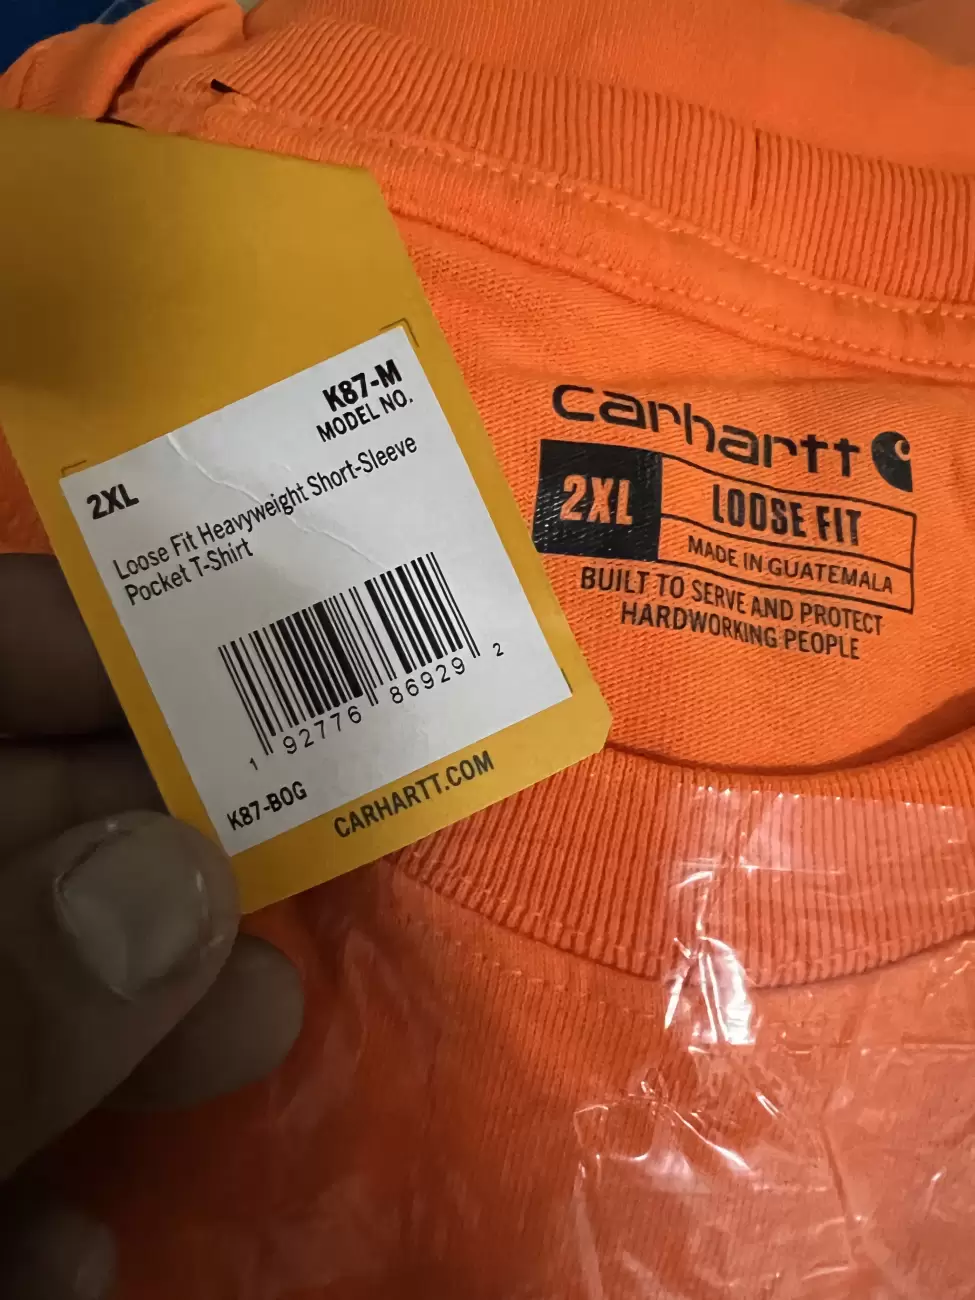 K87-M
MODEL NO.
2XL
Loose Fit Heavyweight Short-Sleeve
Pocket T-Shirt
1 92776 86929 2
K87-BOG
CARHARTT.COM
carhartt
2XL
LOOSE FIT
MADE IN GUATEMALA
BUILT TO SERVE AND PROTECT
HARDWORKING PEOPLE